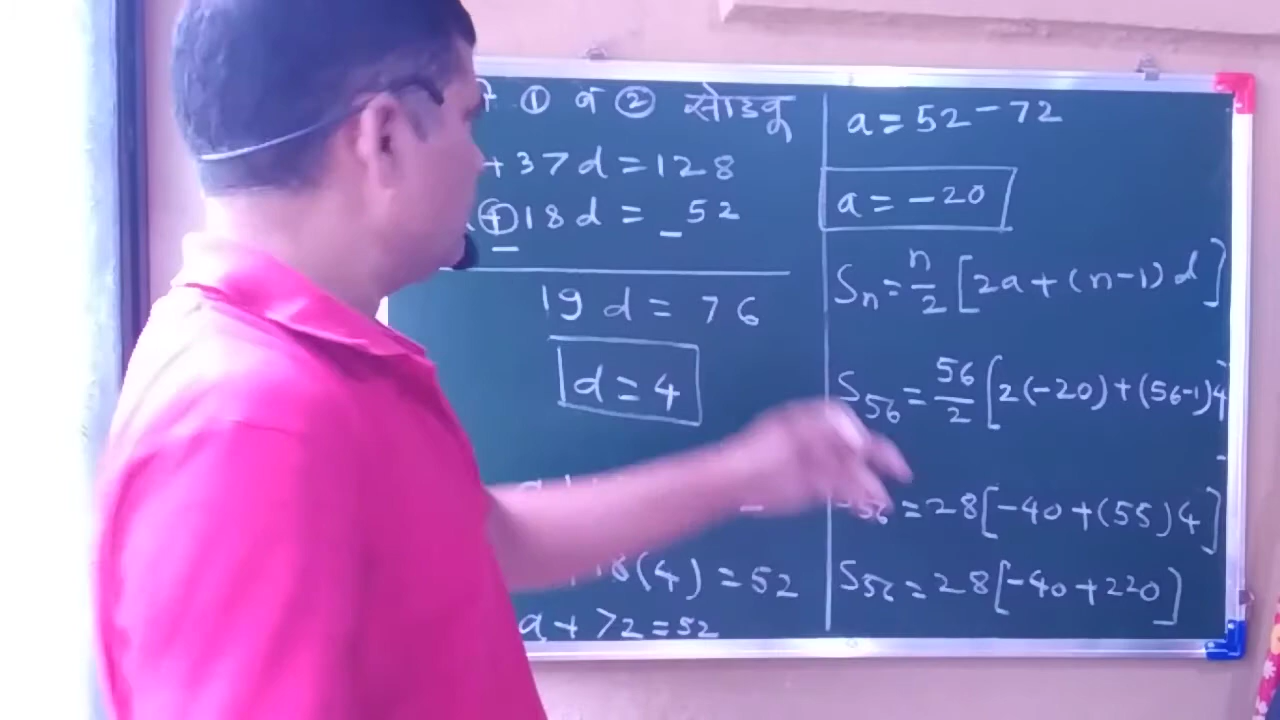 ① व ② सोडवू
+37d=128
18d = _ 52
19d = 76
d=4
18(4)=52
a+72=52
a=52-72
a=-20
Sn=n/2[2a+(n-1)d]
S56=56/2[2(-20)+(56-1)4
=28[-40+(55)4]
S56=28[-40+220]